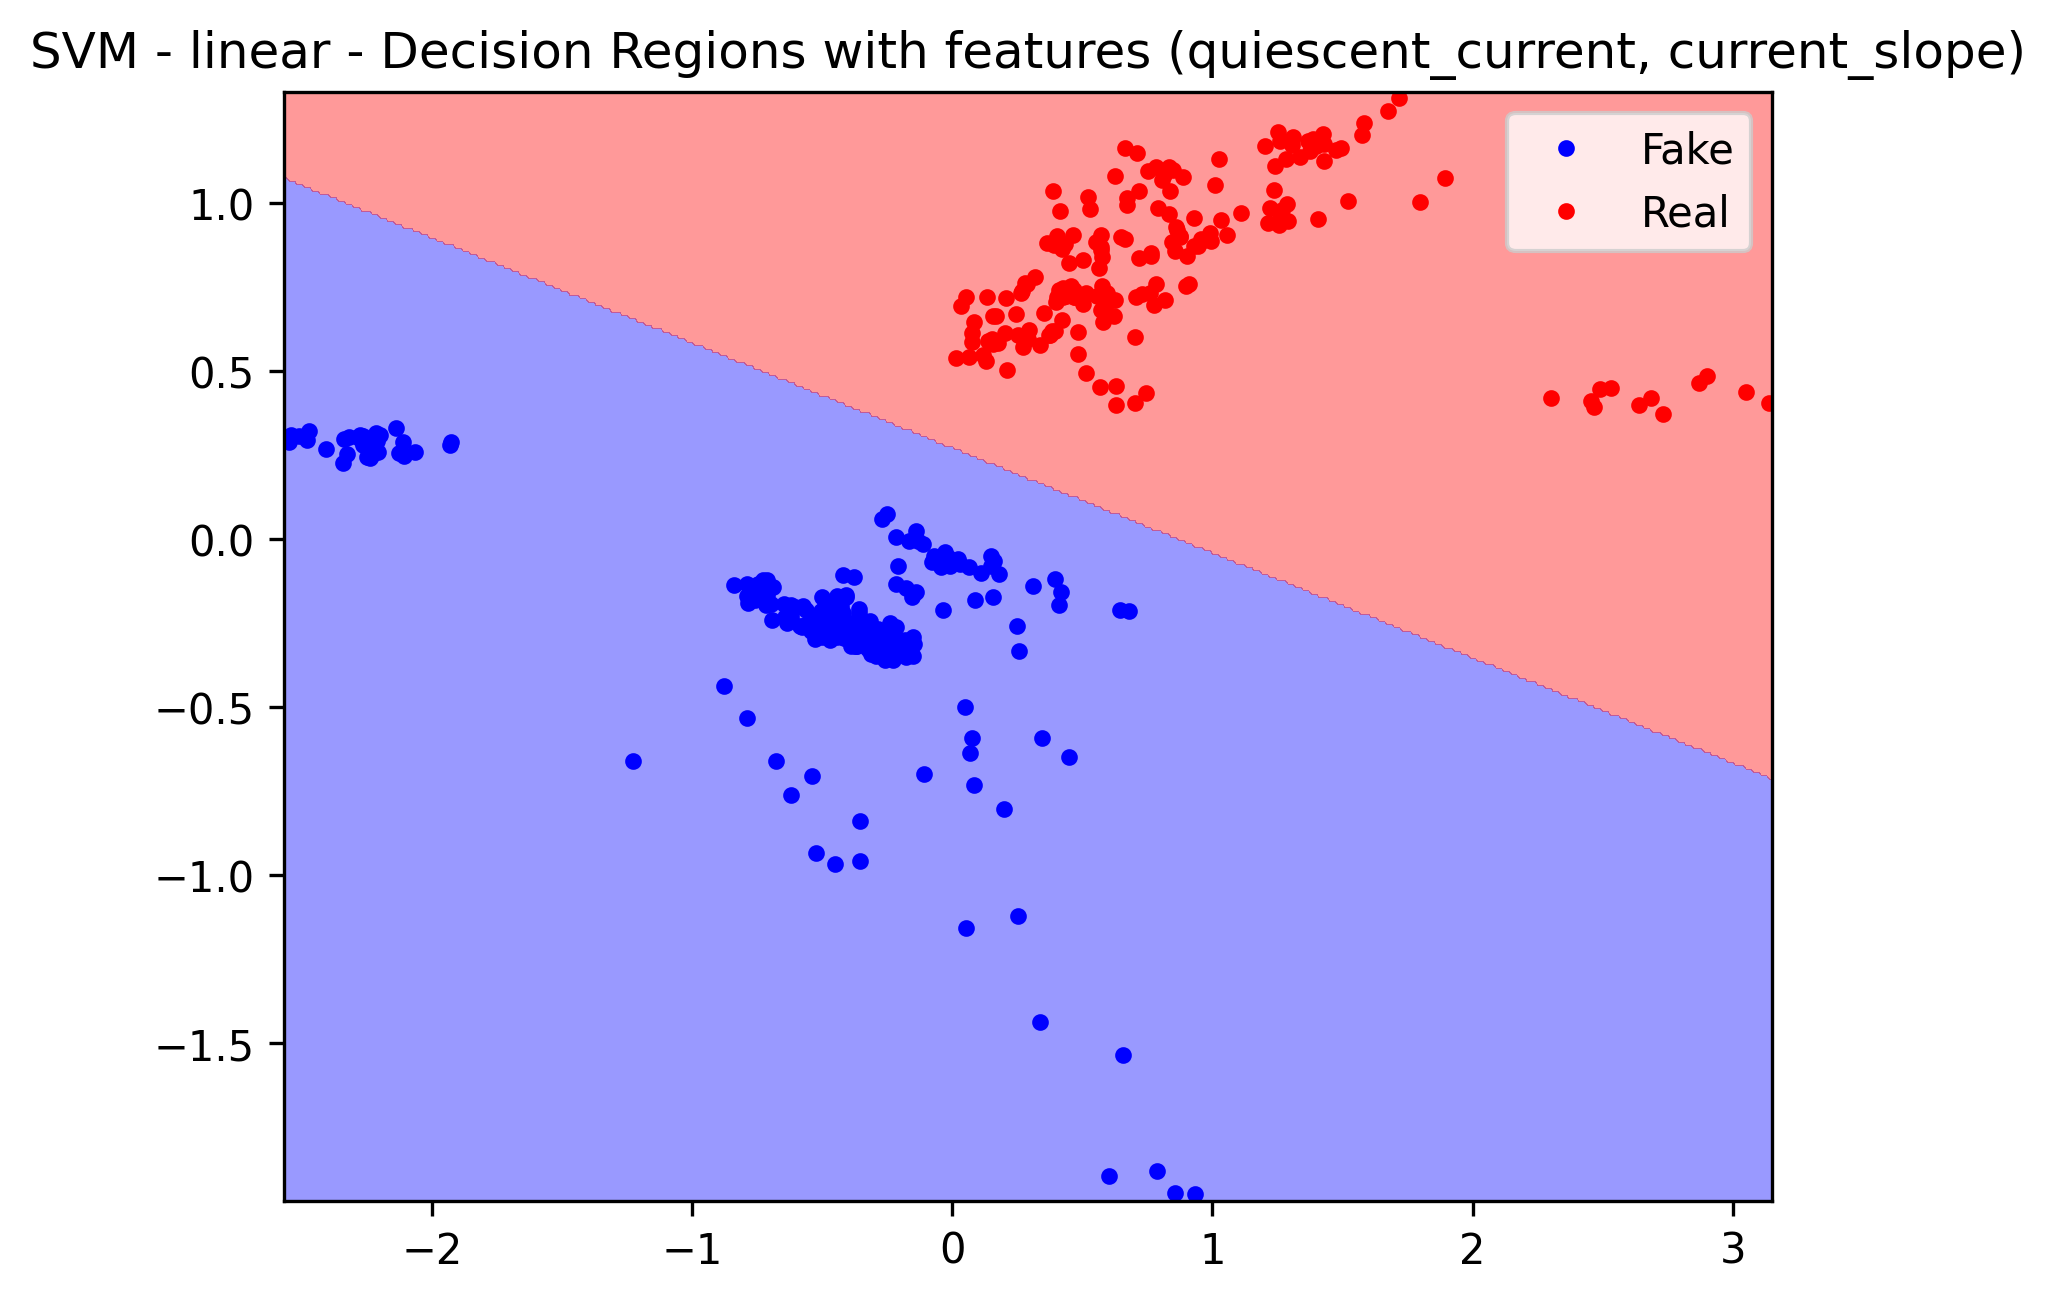 SVM - linear - Decision Regions with features (quiescent_current, current_slope)
Fake
Real
1.0
0.5
0.0
−0.5
−1.0
−1.5
−2 −1 0 1 2 3